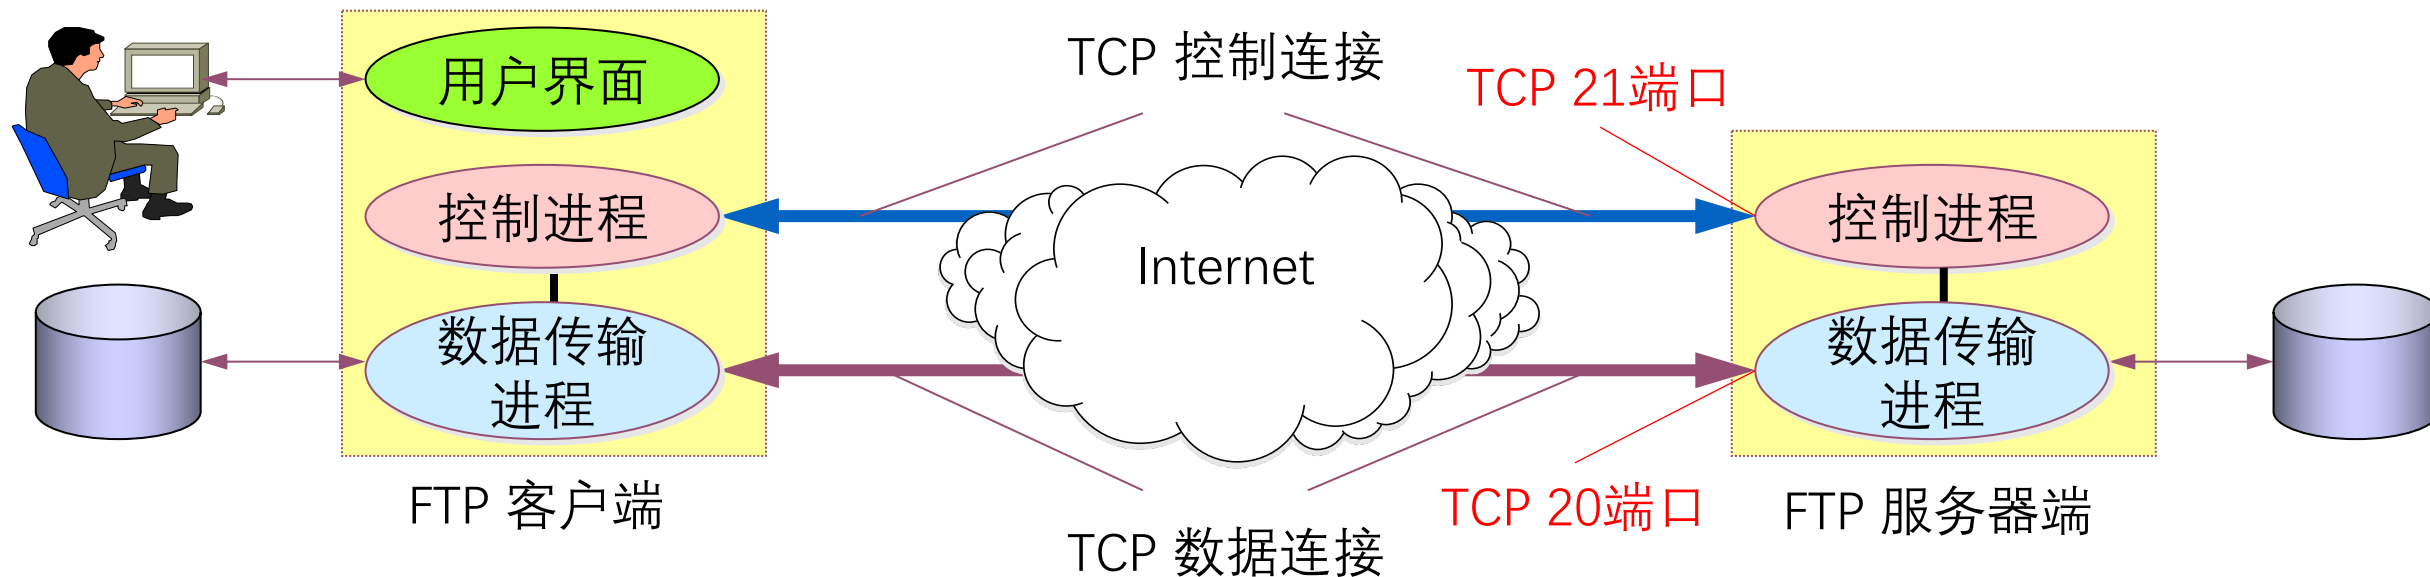 TCP 控制连接
TCP 21端口
用户界面
控制进程
数据传输
进程
Internet
控制进程
数据传输
进程
FTP 客户端
TCP 数据连接
TCP 20端口
FTP 服务器端